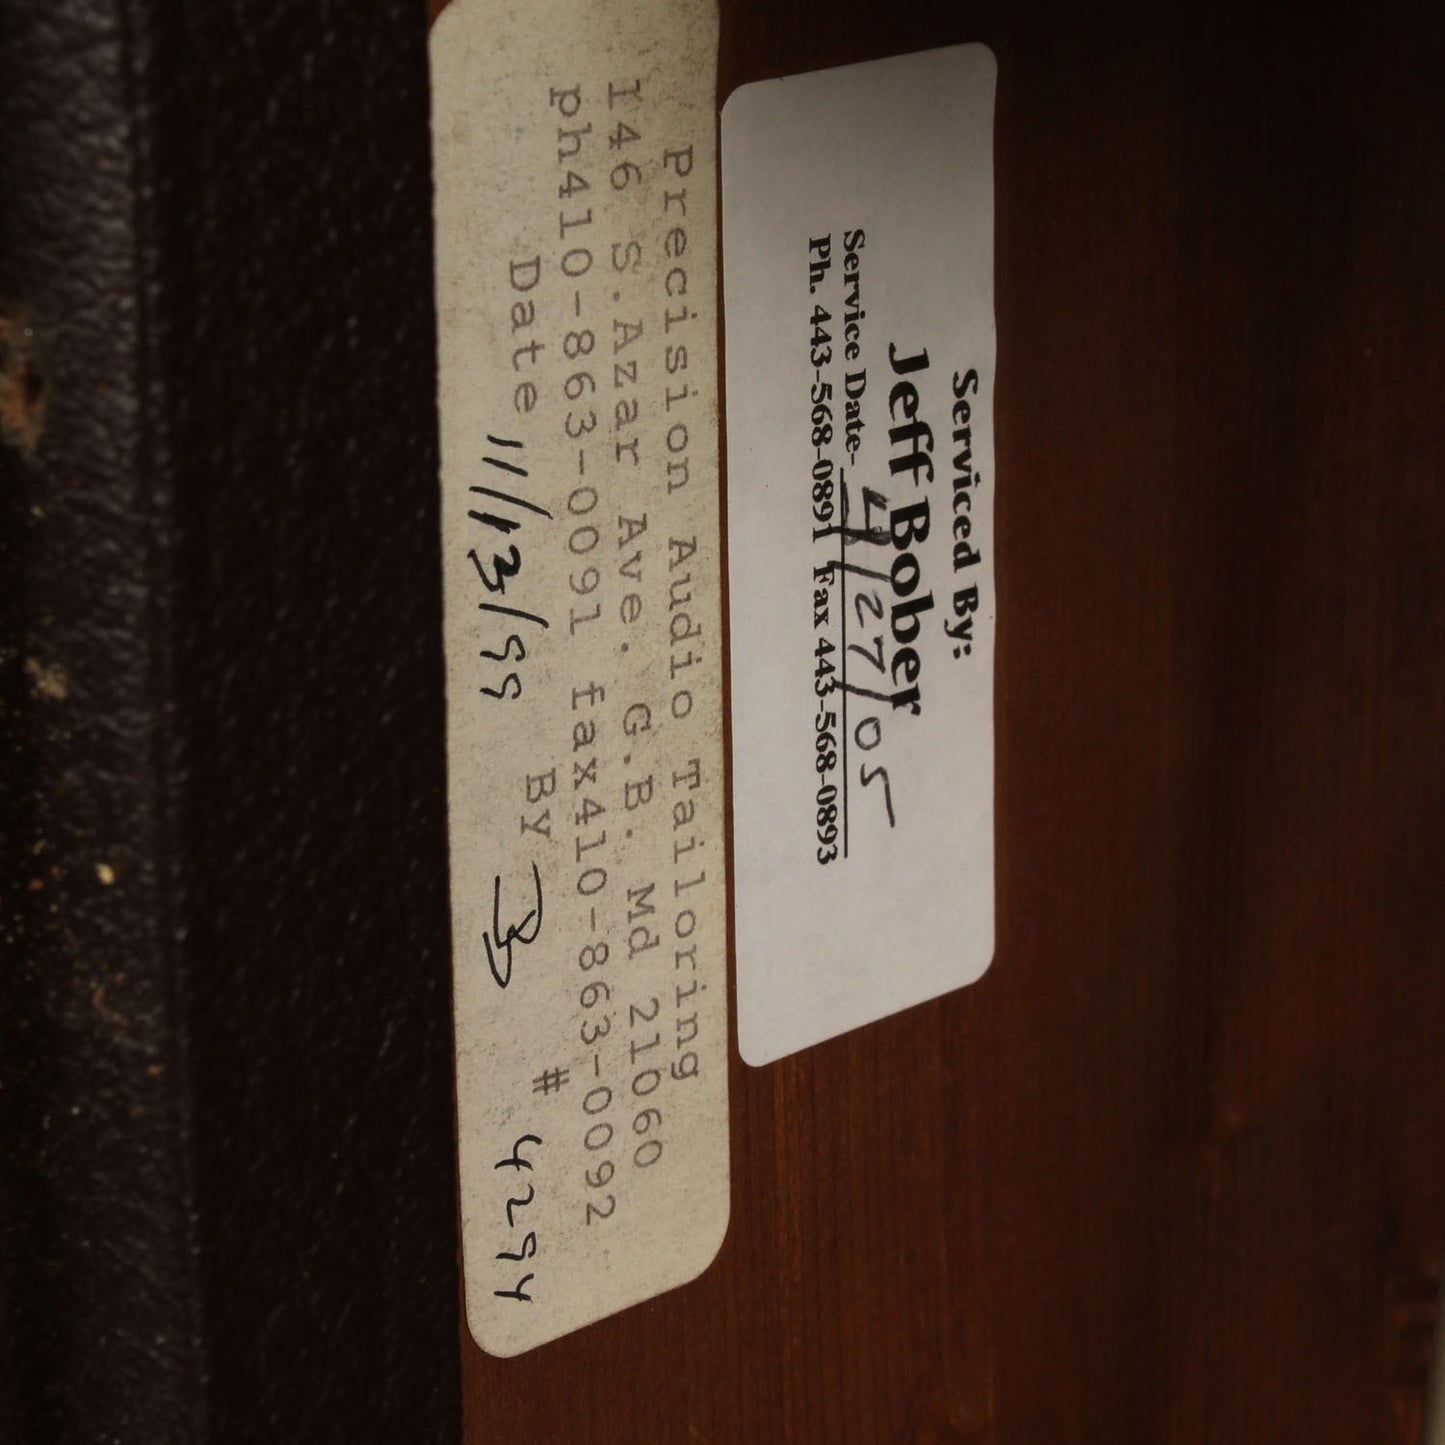 Serviced By:
Jeff Bober
Service Date- 4/27/05
Ph. 443-568-0891 Fax 443-568-0893
Precision Audio Tailoring
146 S.Azar Ave. G.B. Md 21060
ph410-863-0091 fax410-863-0092
Date 11/13/99 By # 4294